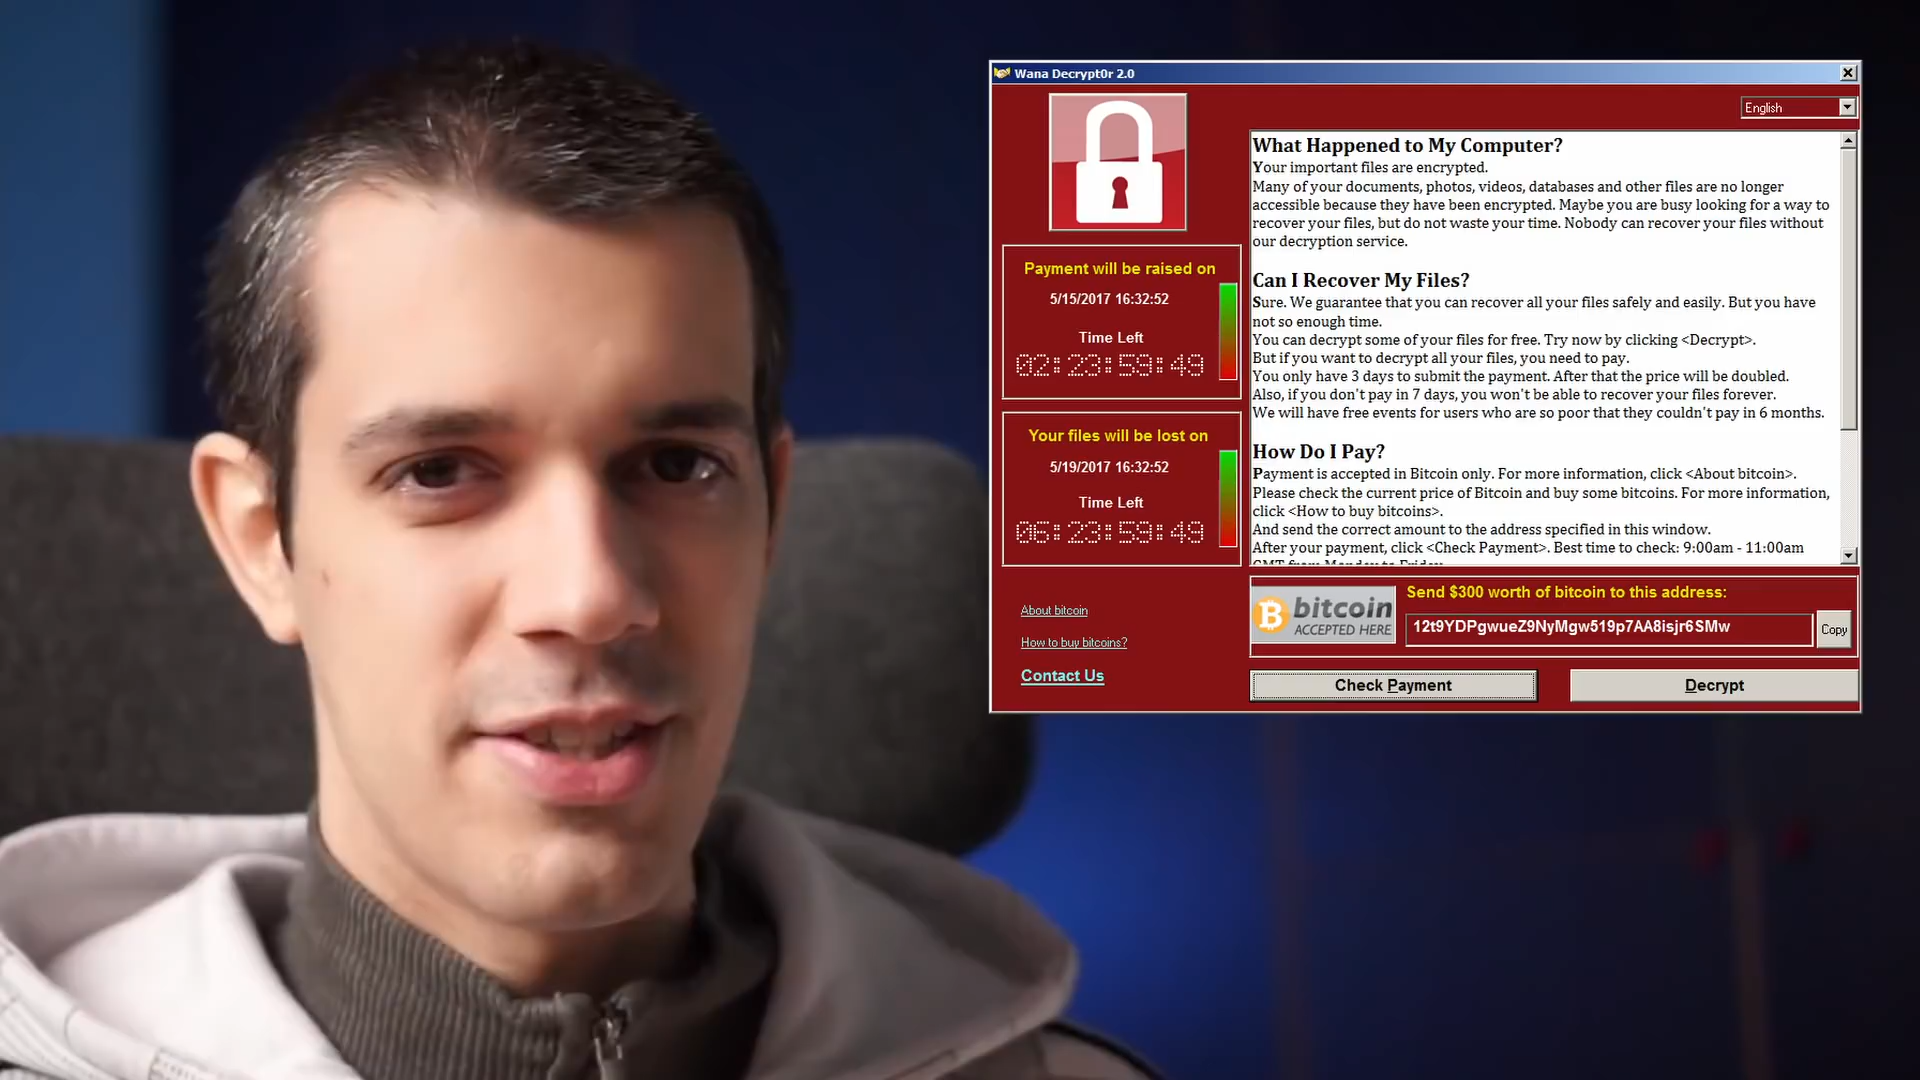 Wana Decrypt0r 2.0
English
What Happened to My Computer?
Your important files are encrypted.
Many of your documents, photos, videos, databases and other files are no longer
accessible because they have been encrypted. Maybe you are busy looking for a way to
recover your files, but do not waste your time. Nobody can recover your files without
our decryption service.
Can I Recover My Files?
Sure. We guarantee that you can recover all your files safely and easily. But you have
not so enough time.
You can decrypt some of your files for free. Try now by clicking <Decrypt>.
But if you want to decrypt all your files, you need to pay.
You only have 3 days to submit the payment. After that the price will be doubled.
Also, if you don't pay in 7 days, you won't be able to recover your files forever.
We will have free events for users who are so poor that they couldn't pay in 6 months.
How Do I Pay?
Payment is accepted in Bitcoin only. For more information, click <About bitcoin>.
Please check the current price of Bitcoin and buy some bitcoins. For more information,
click <How to buy bitcoins>.
And send the correct amount to the address specified in this window.
After your payment, click <Check Payment>. Best time to check: 9:00am - 11:00am
GMT from Monday to Friday
Payment will be raised on
5/15/2017 16:32:52
Time Left
02:23:59:49
Your files will be lost on
5/19/2017 16:32:52
Time Left
06:23:59:49
About bitcoin
How to buy bitcoins?
Contact Us
bitcoin
ACCEPTED HERE
Send $300 worth of bitcoin to this address:
12t9YDPgwueZ9NyMgw519p7AA8isjr6SMw
Copy
Check Payment
Decrypt